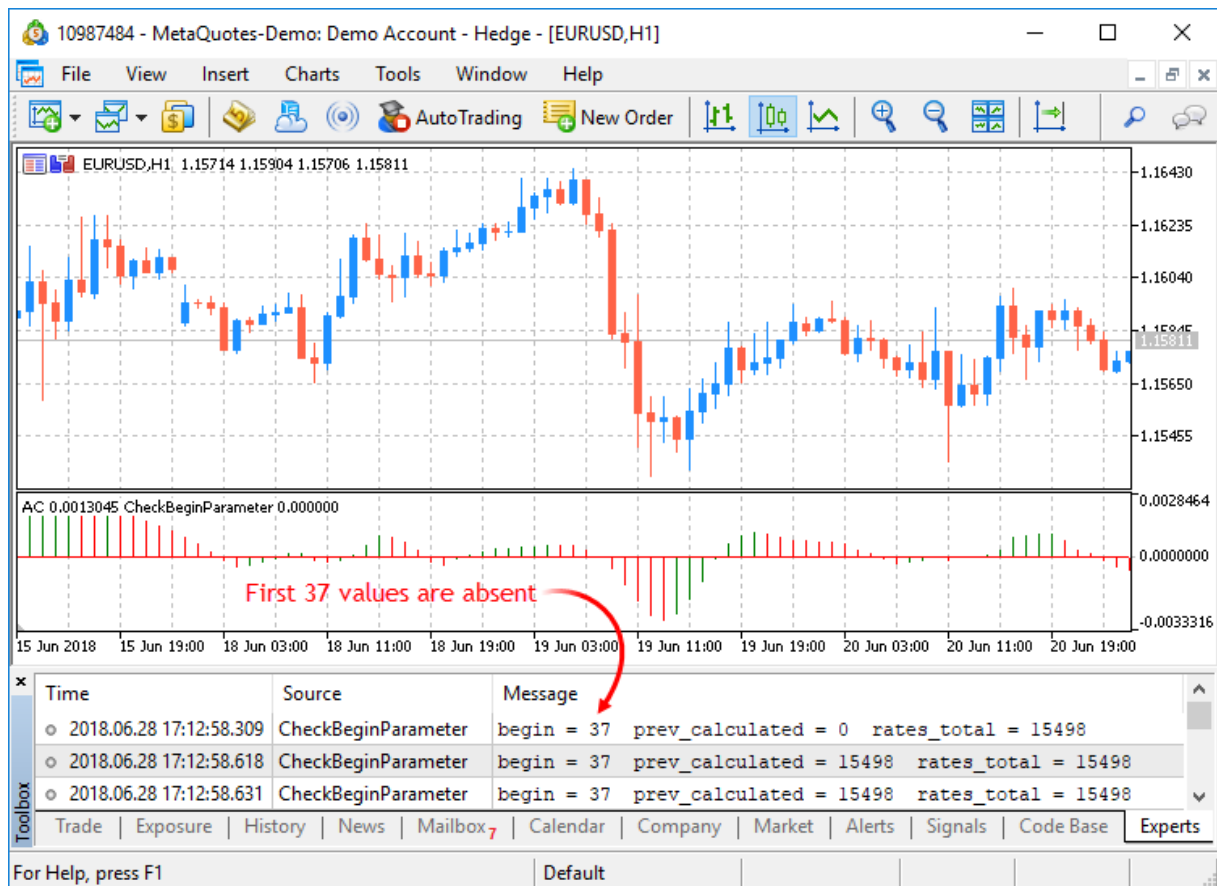 10987484 - MetaQuotes-Demo: Demo Account - Hedge - [EURUSD,H1]
File View Insert Charts Tools Window Help
AutoTrading New Order
EURUSD,H1 1.15714 1.15904 1.15706 1.15811
1.16430
1.16235
1.16040
1.15845
1.15811
1.15650
1.15455
AC 0.0013045 CheckBeginParameter 0.000000
0.0028464
0.0000000
First 37 values are absent
-0.0033316
15 Jun 2018 15 Jun 19:00 18 Jun 03:00 18 Jun 11:00 18 Jun 19:00 19 Jun 03:00 19 Jun 11:00 19 Jun 19:00 20 Jun 03:00 20 Jun 11:00 20 Jun 19:00
Time Source Message
2018.06.28 17:12:58.309 CheckBeginParameter begin = 37 prev_calculated = 0 rates_total = 15498
2018.06.28 17:12:58.618 CheckBeginParameter begin = 37 prev_calculated = 15498 rates_total = 15498
2018.06.28 17:12:58.631 CheckBeginParameter begin = 37 prev_calculated = 15498 rates_total = 15498
Toolbox
Trade | Exposure | History | News | Mailbox 7 | Calendar | Company | Market | Alerts | Signals | Code Base | Experts
For Help, press F1 Default